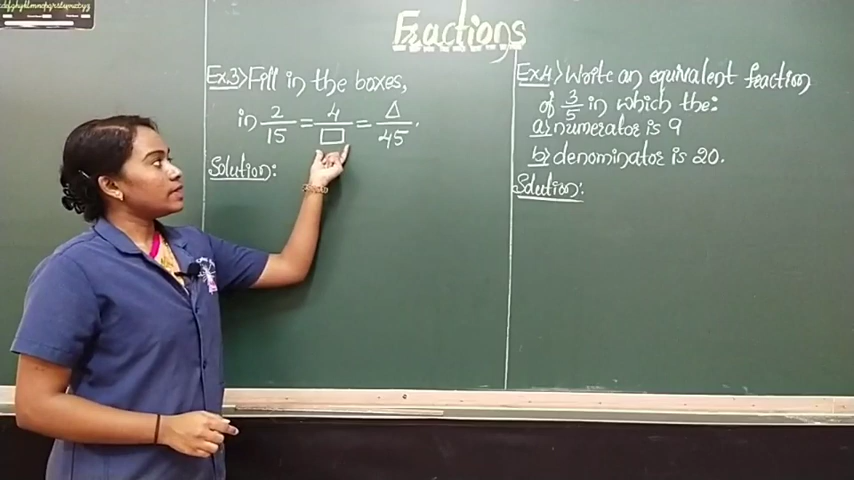 cdefghijklmnopqrstuvwxyz
Fractions
Ex.3> Fill in the boxes,
in 2/15 = 4/□ = Δ/45.
Solution:
Ex.4> Write an equivalent fraction
of 3/5 in which the:
a) numerator is 9
b) denominator is 20.
Solution: